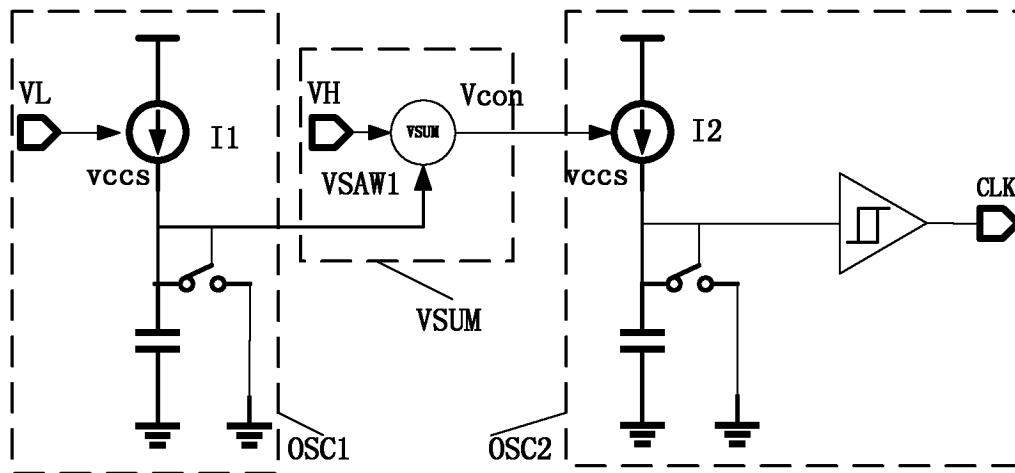 VL
I1
vccs
VH
VSUM
Vcon
VSAW1
I2
vccs
CLK
VSUM
OSC1
OSC2